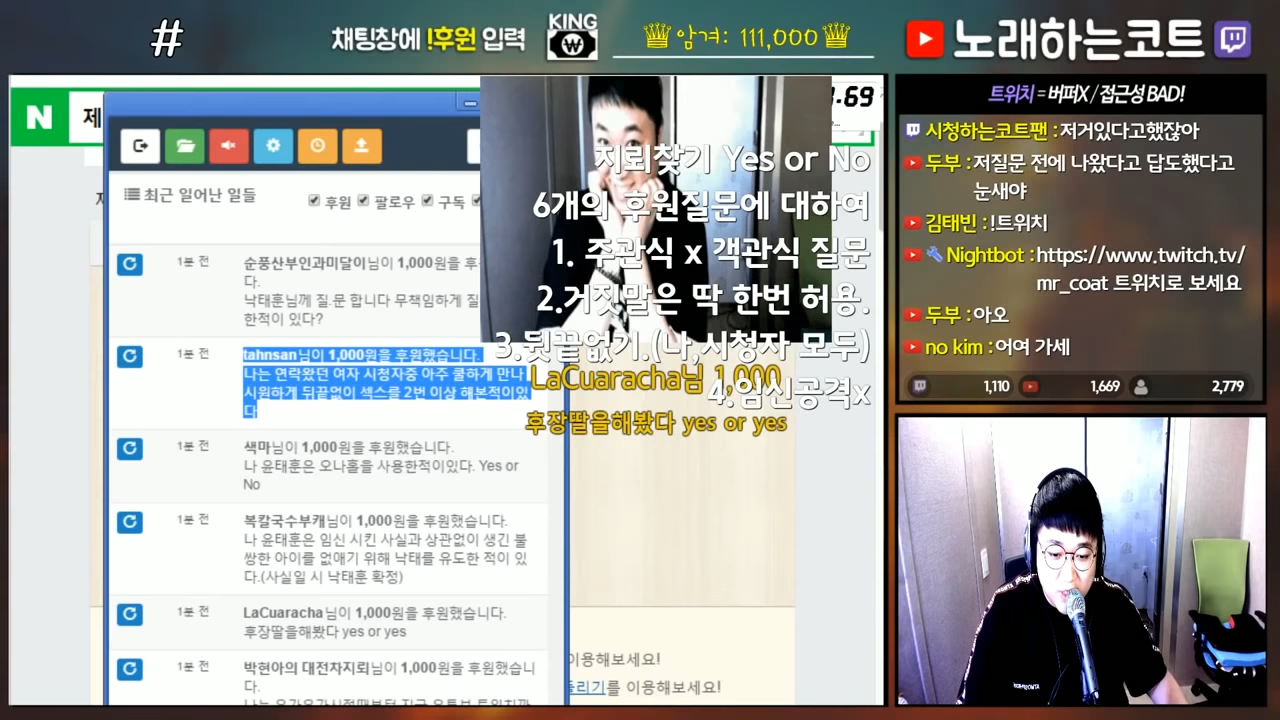 #
채팅창에 !후원 입력
KING
₩
♛암겨: 111,000♛
노래하는코트
N
제
.69
최근 일어난 일들
후원
팔로우
구독
1분 전
순풍산부인과미달이님이 1,000원을 후
다.
낙태훈님께 질.문 합니다 무책임하게 질
한적이 있다?
1분 전
tahnsan님이 1,000원을 후원했습니다.
나는 연락왔던 여자 시청자중 아주 쿨하게 만나
시원하게 뒤끝없이 섹스를 2번 이상 해본적이있
다
1분 전
색마님이 1,000원을 후원했습니다.
나 윤태훈은 오나홀을 사용한적이있다. Yes or
No
1분 전
복칼국수부캐님이 1,000원을 후원했습니다.
나 윤태훈은 임신 시킨 사실과 상관없이 생긴 불
쌍한 아이를 없애기 위해 낙태를 유도한 적이 있
다.(사실일 시 낙태훈 확정)
1분 전
LaCuaracha님이 1,000원을 후원했습니다.
후장딸을해봤다 yes or yes
1분 전
박현아의 대전차지뢰님이 1,000원을 후원했습니
다.
지뢰찾기 Yes or No
6개의 후원질문에 대하여
1. 주관식 x 객관식 질문
2.거짓말은 딱 한번 허용.
3.뒷끝없기.(나,시청자 모두)
4.임신공격x
LaCuaracha님 1,000
후장딸을해봤다 yes or yes
이용해보세요!
돌리기를 이용해보세요!
트위치 = 버퍼X / 접근성 BAD!
시청하는코트팬 : 저거있다고했잖아
두부 : 저질문 전에 나왔다고 답도했다고
눈새야
김태빈 : !트위치
Nightbot : https://www.twitch.tv/
mr_coat 트위치로 보세요
두부 : 아오
no kim : 어여 가세
1,110
1,669
2,779